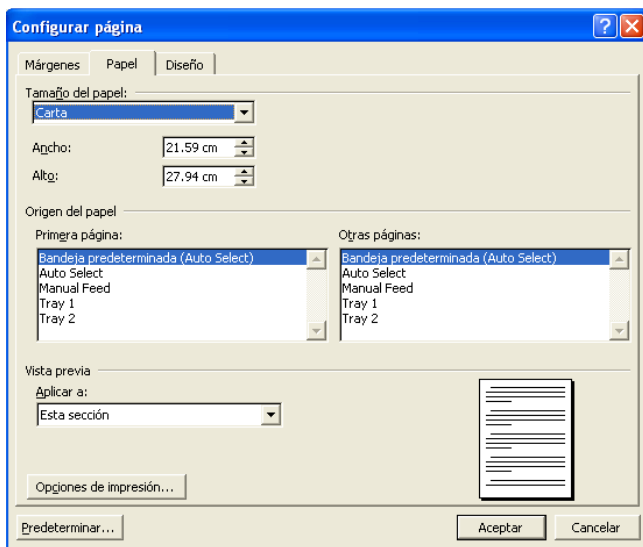 Configurar página
Márgenes Papel Diseño
Tamaño del papel:
Carta
Ancho: 21.59 cm
Alto: 27.94 cm
Origen del papel
Primera página: Otras páginas:
Bandeja predeterminada (Auto Select) Bandeja predeterminada (Auto Select)
Auto Select Auto Select
Manual Feed Manual Feed
Tray 1 Tray 1
Tray 2 Tray 2
Vista previa
Aplicar a:
Esta sección
Opciones de impresión...
Predeterminar... Aceptar Cancelar